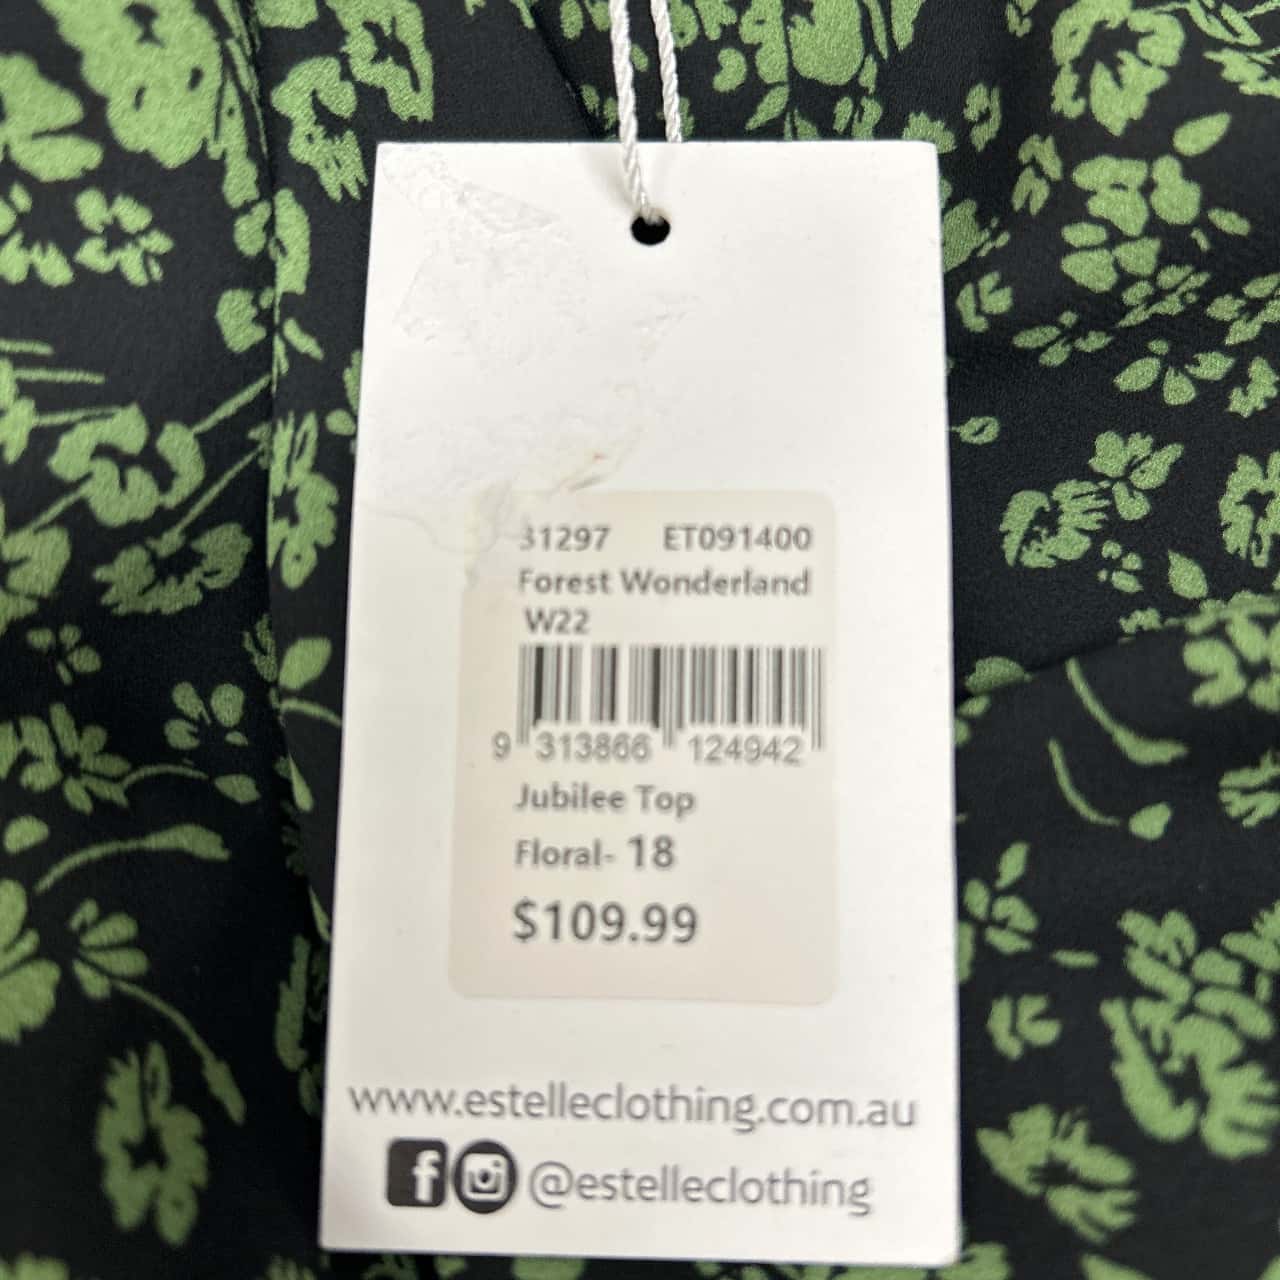 31297 ET091400
Forest Wonderland
W22
9 313866 124942
Jubilee Top
Floral- 18
$109.99
www.estelleclothing.com.au
f @estelleclothing